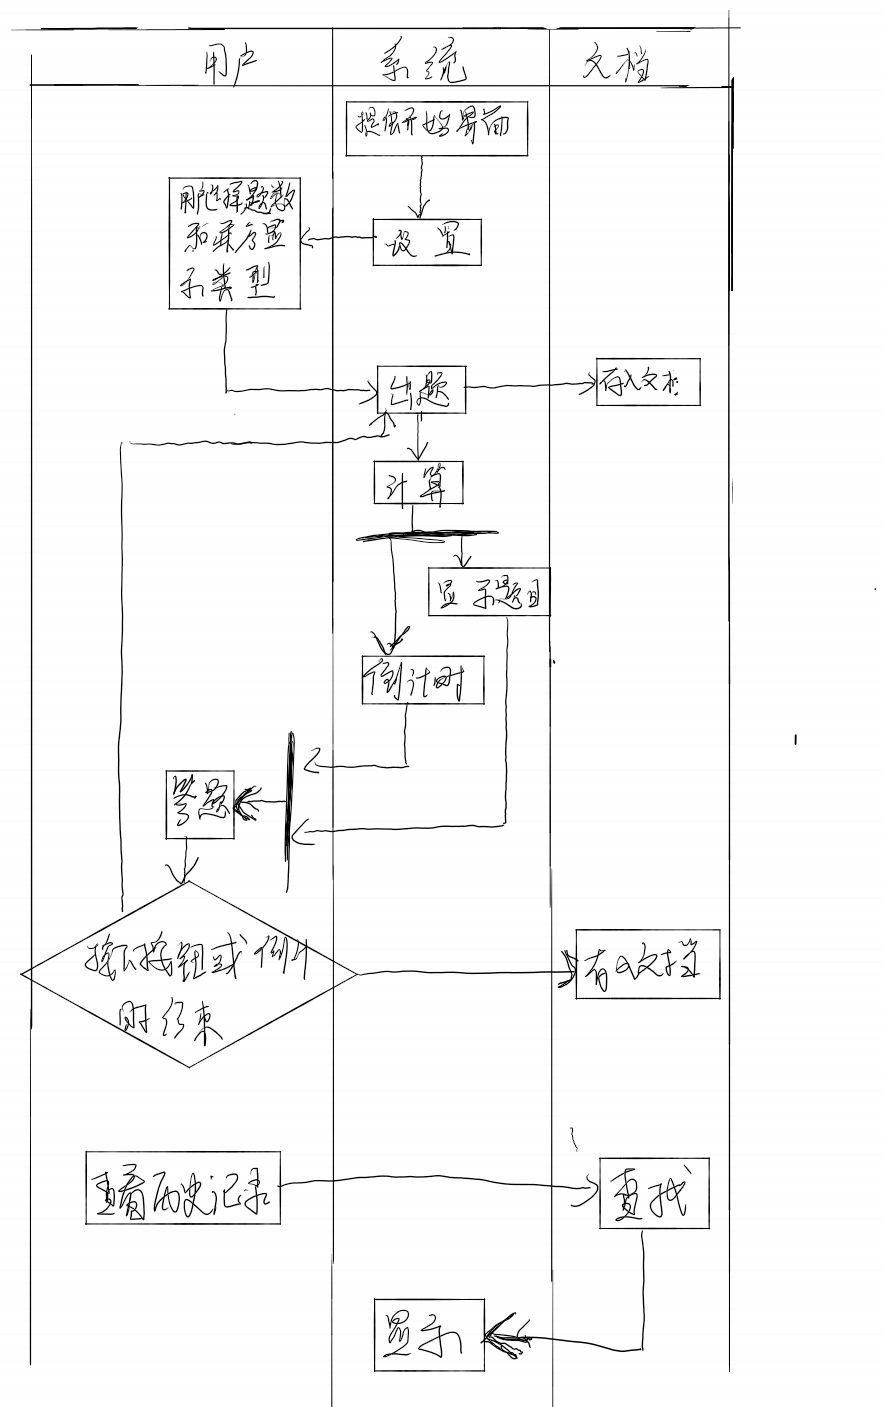 用户
系统
文档
提供开始界面
设置
用户选择题数
和乘方显
示类型
出题
存入文档
计算
显示题目
倒计时
答题
按下按钮或倒计
时结束
存入文档
查看历史记录
查找
显示